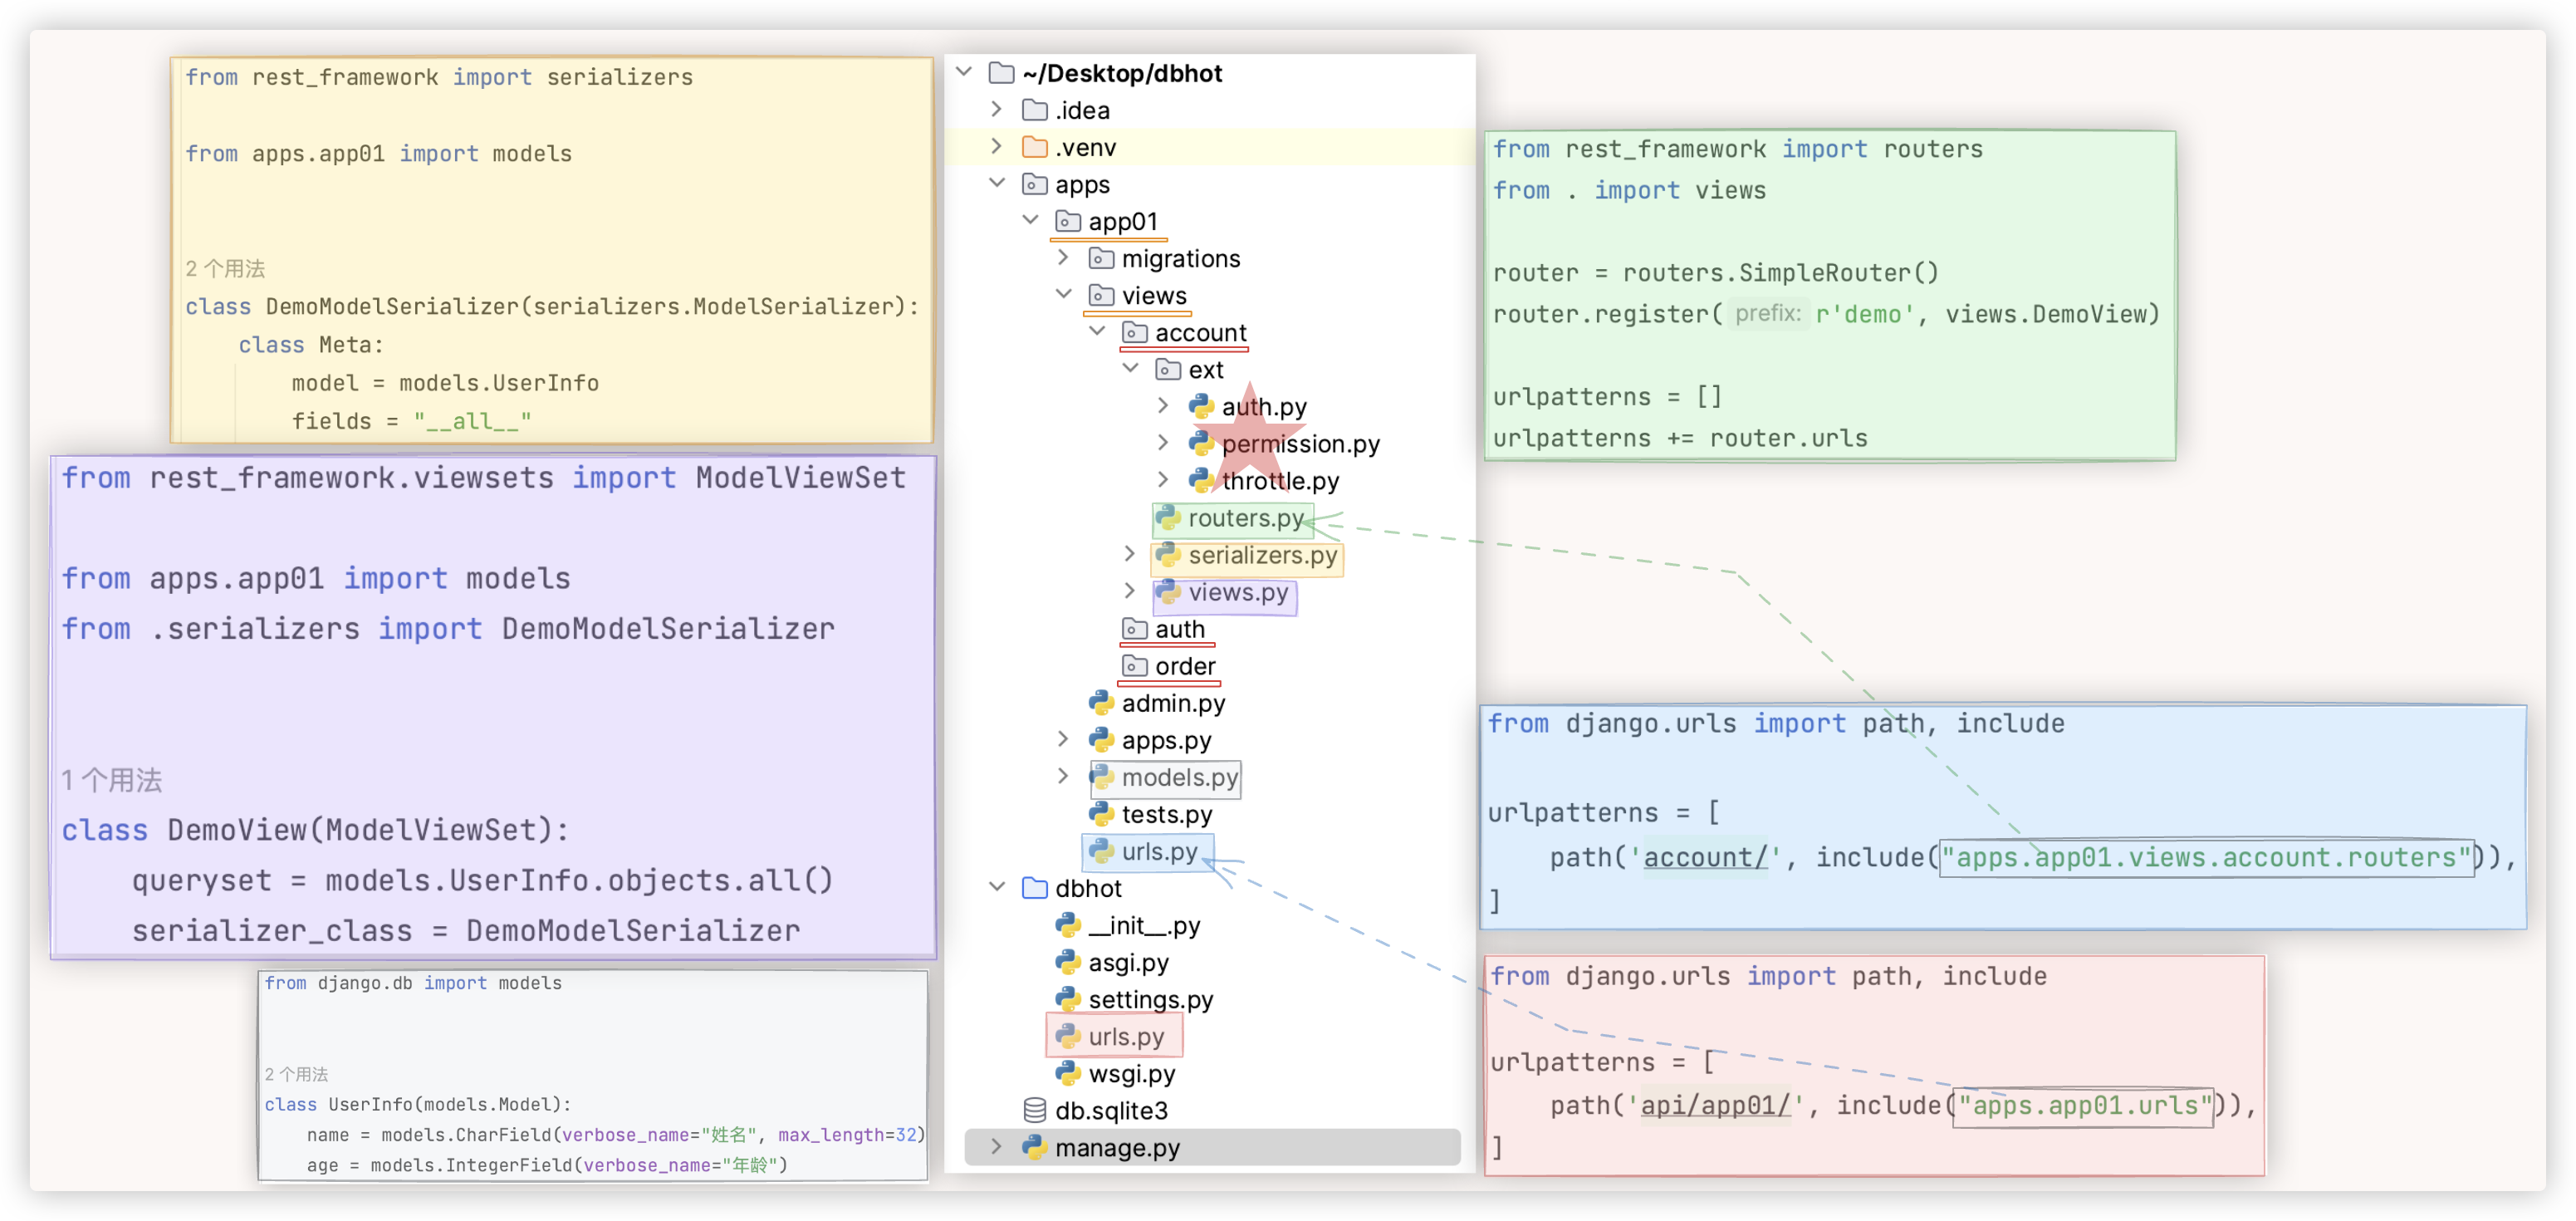 from rest_framework import serializers
from apps.app01 import models
2 个用法
class DemoModelSerializer(serializers.ModelSerializer):
    class Meta:
        model = models.UserInfo
        fields = "__all__"
from rest_framework.viewsets import ModelViewSet
from apps.app01 import models
from .serializers import DemoModelSerializer
1 个用法
class DemoView(ModelViewSet):
    queryset = models.UserInfo.objects.all()
    serializer_class = DemoModelSerializer
from django.db import models
2 个用法
class UserInfo(models.Model):
    name = models.CharField(verbose_name="姓名", max_length=32)
    age = models.IntegerField(verbose_name="年龄")
~/Desktop/dbhot
.idea
.venv
apps
app01
migrations
views
account
ext
auth.py
permission.py
throttle.py
routers.py
serializers.py
views.py
auth
order
admin.py
apps.py
models.py
tests.py
urls.py
dbhot
__init__.py
asgi.py
settings.py
urls.py
wsgi.py
db.sqlite3
manage.py
from rest_framework import routers
from . import views
router = routers.SimpleRouter()
router.register( prefix: r'demo', views.DemoView)
urlpatterns = []
urlpatterns += router.urls
from django.urls import path, include
urlpatterns = [
    path('account/', include("apps.app01.views.account.routers")),
]
from django.urls import path, include
urlpatterns = [
    path('api/app01/', include("apps.app01.urls")),
]